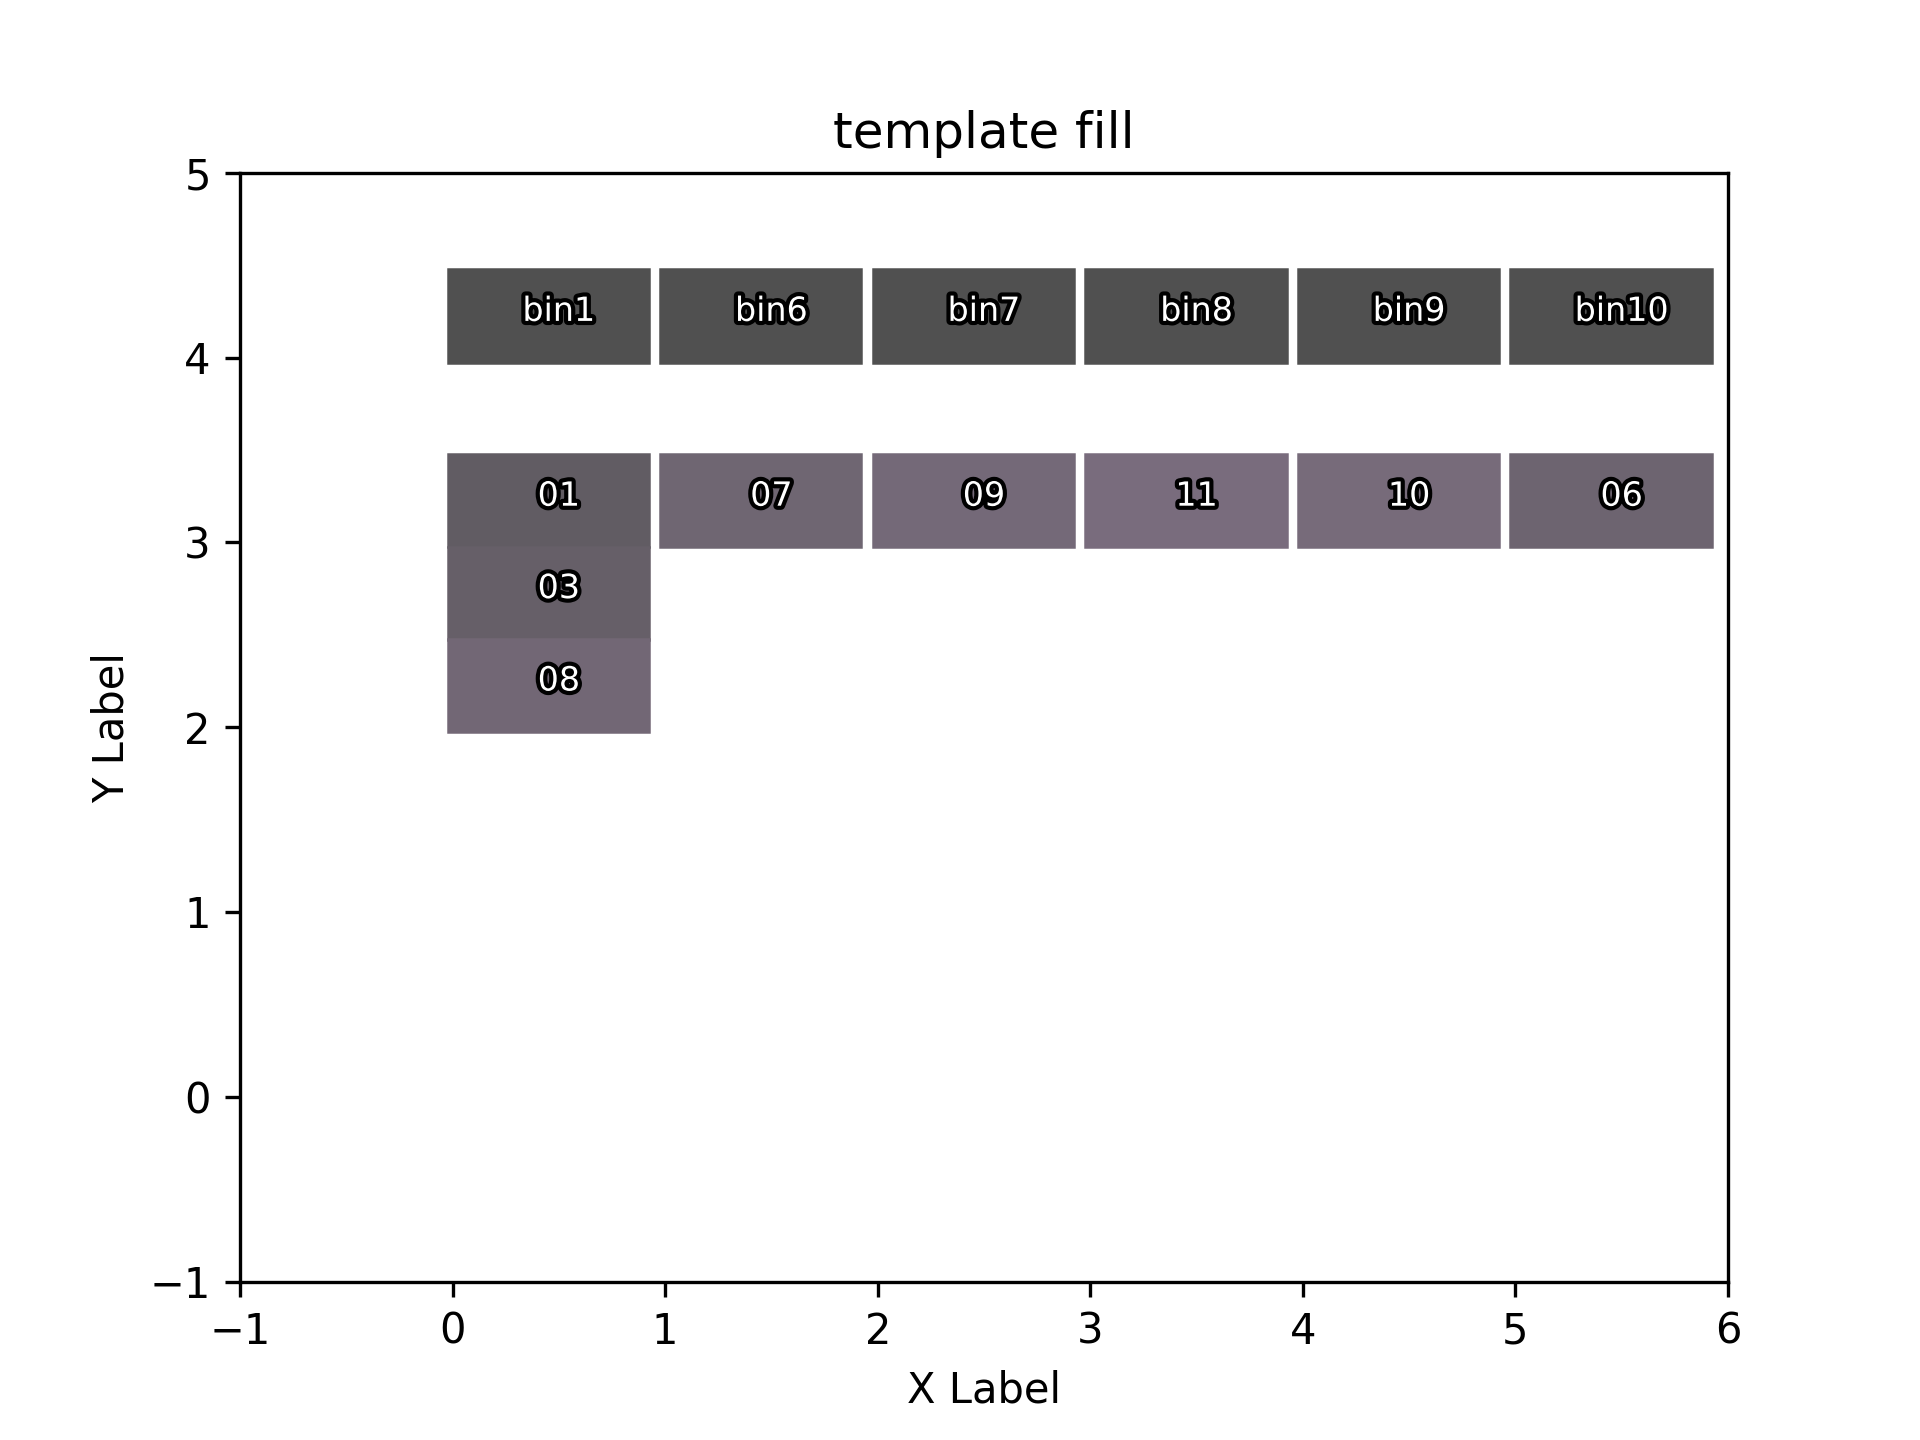 template fill
5
bin1 bin6 bin7 bin8 bin9 bin10
4
01 07 09 11 10 06
3
03
08
2
Y Label
1
0
−1
−1 0 1 2 3 4 5 6
X Label